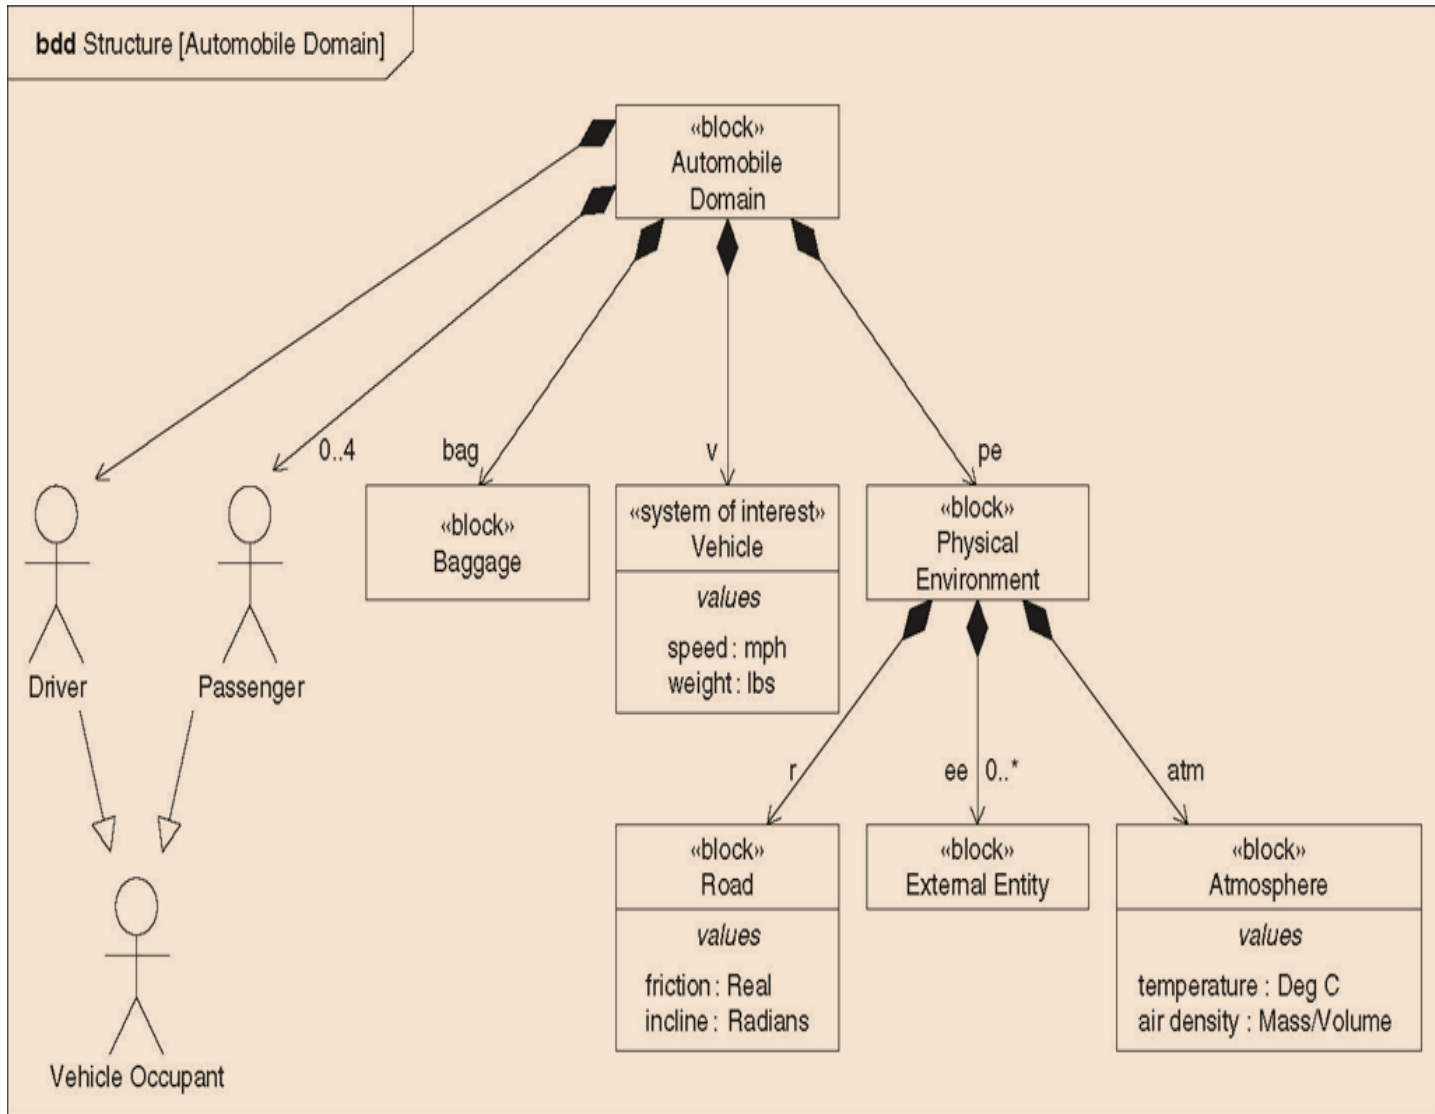 bdd Structure [Automobile Domain]
«block»
Automobile
Domain
0..4
bag
v
pe
«block»
Baggage
«system of interest»
Vehicle
values
speed : mph
weight : lbs
«block»
Physical
Environment
Driver
Passenger
r
ee 0..*
atm
«block»
Road
values
friction : Real
incline : Radians
«block»
External Entity
«block»
Atmosphere
values
temperature : Deg C
air density : Mass/Volume
Vehicle Occupant